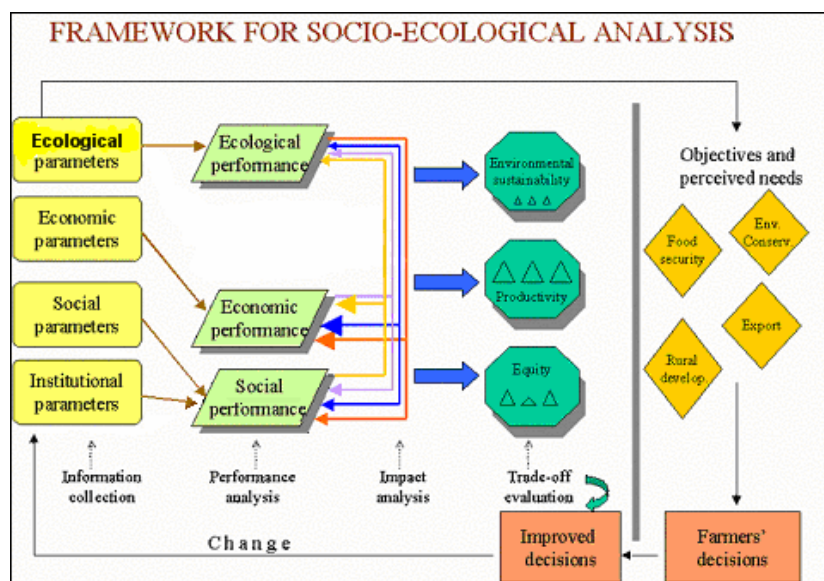 FRAMEWORK FOR SOCIO-ECOLOGICAL ANALYSIS
Ecological
parameters
Economic
parameters
Social
parameters
Institutional
parameters
Ecological
performance
Economic
performance
Social
performance
Environmental
sustainability
Productivity
Equity
Objectives and
perceived needs
Food
security
Env.
Conserv.
Export
Rural
develop.
Information
collection
Performance
analysis
Impact
analysis
Trade-off
evaluation
Change
Improved
decisions
Farmers'
decisions